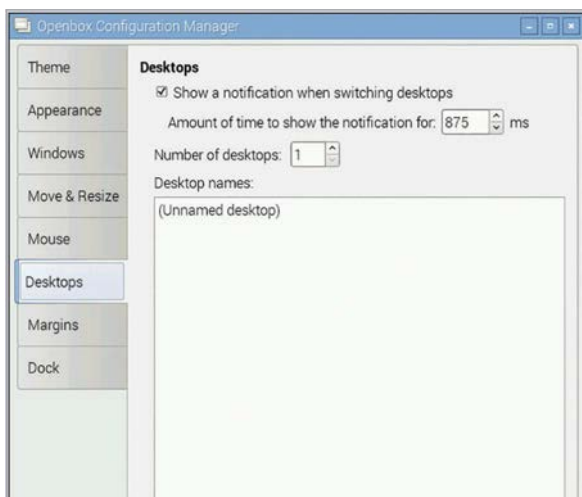 Openbox Configuration Manager
Theme
Appearance
Windows
Move & Resize
Mouse
Desktops
Margins
Dock
Desktops
Show a notification when switching desktops
Amount of time to show the notification for: 875 ms
Number of desktops: 1
Desktop names:
(Unnamed desktop)